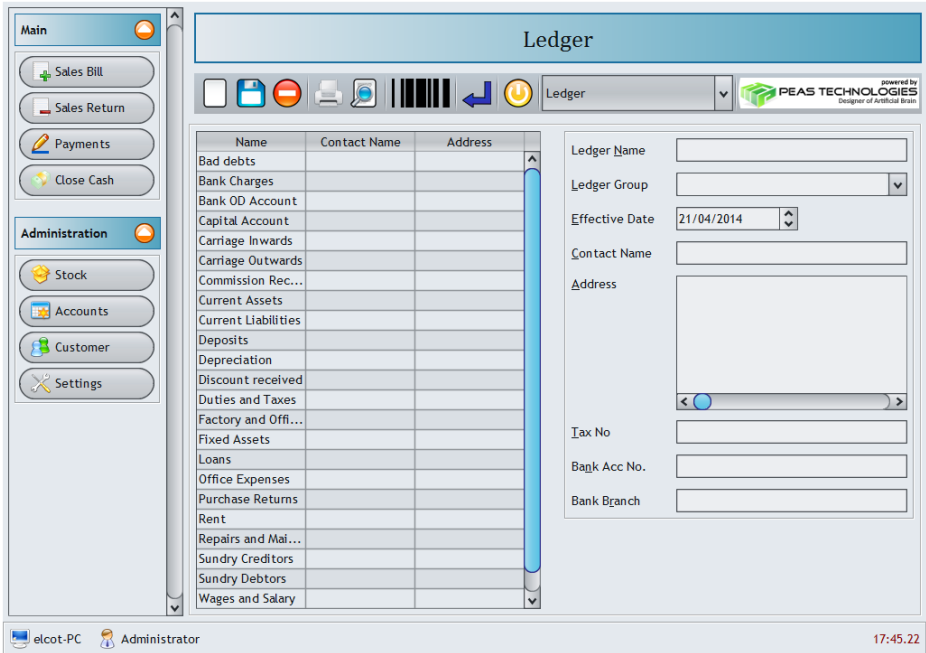 Main
Sales Bill
Sales Return
Payments
Close Cash
Administration
Stock
Accounts
Customer
Settings
Ledger
Ledger
powered by
PEAS TECHNOLOGIES
Designer of Artificial Brain
Name Contact Name Address
Bad debts
Bank Charges
Bank OD Account
Capital Account
Carriage Inwards
Carriage Outwards
Commission Rec...
Current Assets
Current Liabilities
Deposits
Depreciation
Discount received
Duties and Taxes
Factory and Offi...
Fixed Assets
Loans
Office Expenses
Purchase Returns
Rent
Repairs and Mai...
Sundry Creditors
Sundry Debtors
Wages and Salary
Ledger Name
Ledger Group
Effective Date 21/04/2014
Contact Name
Address
Tax No
Bank Acc No.
Bank Branch
elcot-PC Administrator 17:45.22